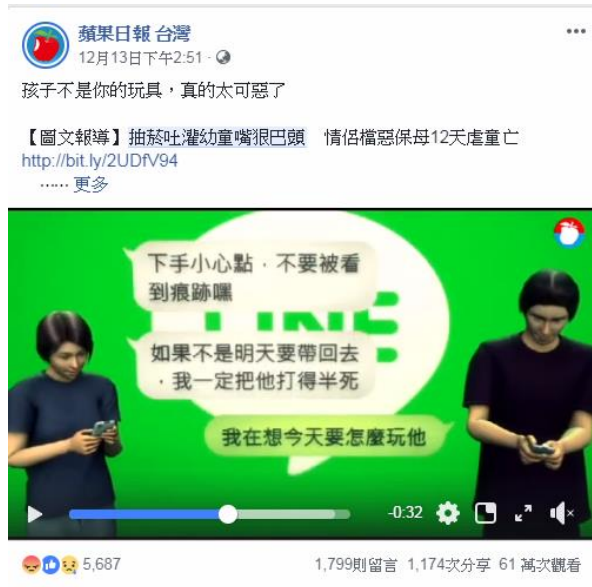 蘋果日報 台灣
12月13日下午2:51 ·
孩子不是你的玩具，真的太可惡了
【圖文報導】抽菸吐灌幼童嘴狠巴頭 情侶檔惡保母12天虐童亡
http://bit.ly/2UDfV94
…… 更多
下手小心點，不要被看
到痕跡嘿
LINE
如果不是明天要帶回去
，我一定把他打得半死
我在想今天要怎麼玩他
-0:32
5,687
1,799則留言 1,174次分享 61 萬次觀看